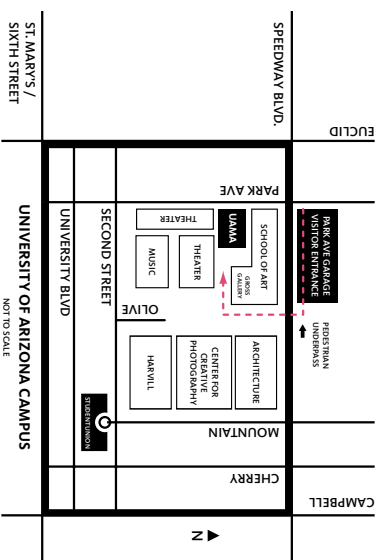 EUCLID
SPEEDWAY BLVD.
ST. MARY'S /
SIXTH STREET
PARK AVE
PARK AVE GARAGE
VISITOR ENTRANCE
PEDESTRIAN
UNDERPASS
SCHOOL OF ART
GROSS
GALLERY
UAMA
THEATER
THEATER
MUSIC
SECOND STREET
UNIVERSITY BLVD
OLIVE
ARCHITECTURE
CENTER FOR
CREATIVE
PHOTOGRAPHY
HARVILL
STUDENT UNION
MOUNTAIN
CHERRY
CAMPBELL
N
UNIVERSITY OF ARIZONA CAMPUS
NOT TO SCALE